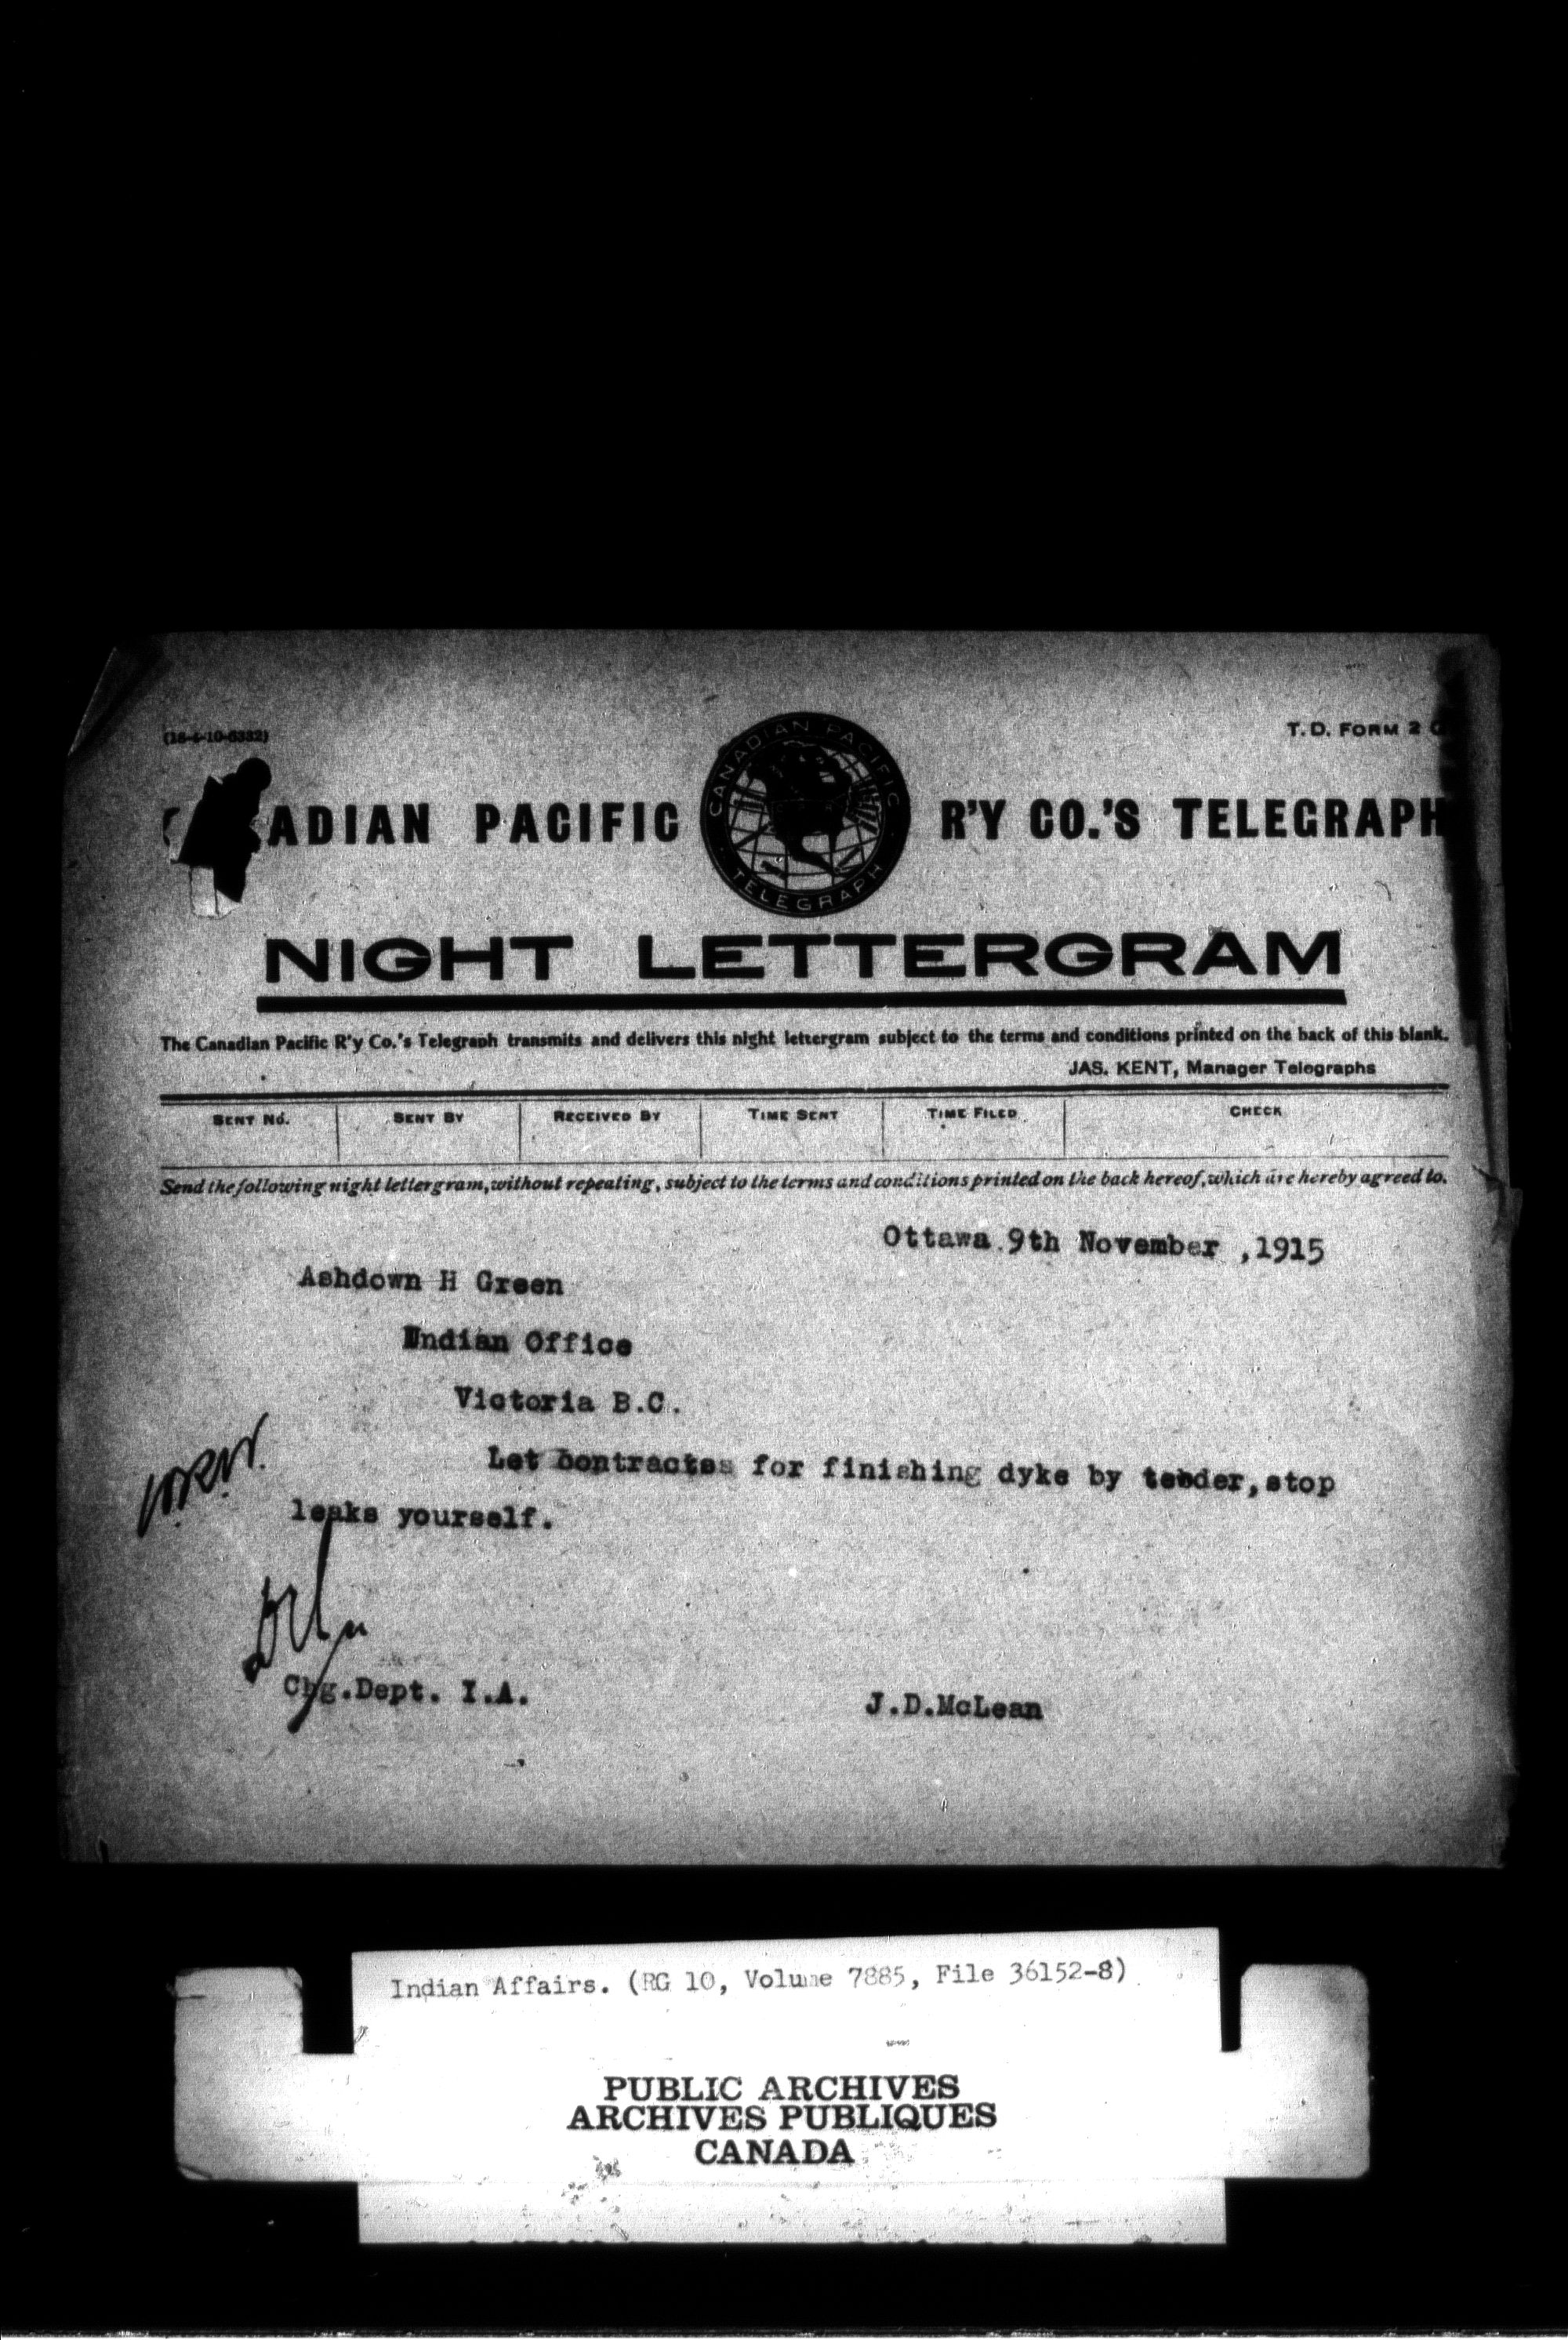 (18-4-10-6332)
T. D. FORM 2
ADIAN PACIFIC
CANADIAN PACIFIC
TELEGRAPH
R'Y CO.'S TELEGRAPH
NIGHT LETTERGRAM
The Canadian Pacific R'y Co.'s Telegraph transmits and delivers this night lettergram subject to the terms and conditions printed on the back of this blank.
JAS. KENT, Manager Telegraphs
SENT NO. SENT BY RECEIVED BY TIME SENT TIME FILED CHECK
Send the following night lettergram, without repeating, subject to the terms and conditions printed on the back hereof, which are hereby agreed to.
Ottawa 9th November ,1915
Ashdown H Green
Indian Office
Victoria B.C.
Let contractes for finishing dyke by tender,stop
leaks yourself.
Chg.Dept. I.A.
J.D.McLean
Indian Affairs. (RG 10, Volume 7885, File 36152-8)
PUBLIC ARCHIVES
ARCHIVES PUBLIQUES
CANADA